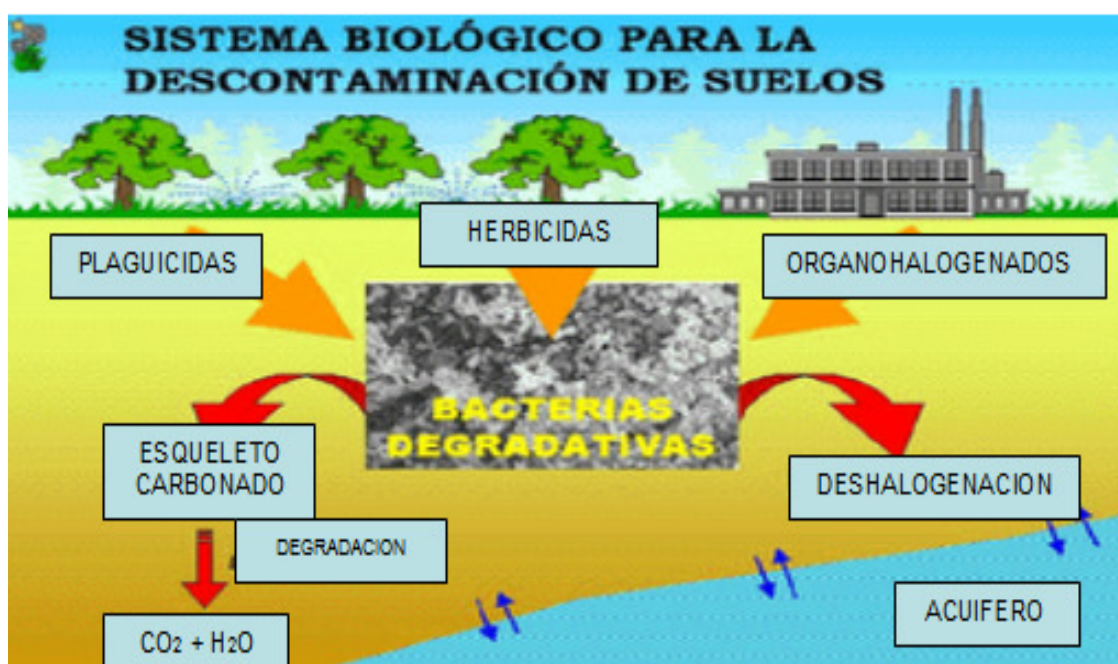 SISTEMA BIOLÓGICO PARA LA
DESCONTAMINACIÓN DE SUELOS
PLAGUICIDAS
HERBICIDAS
ORGANOHALOGENADOS
BACTERIAS
DEGRADATIVAS
ESQUELETO
CARBONADO
DESHALOGENACION
DEGRADACION
ACUIFERO
CO2 + H2O